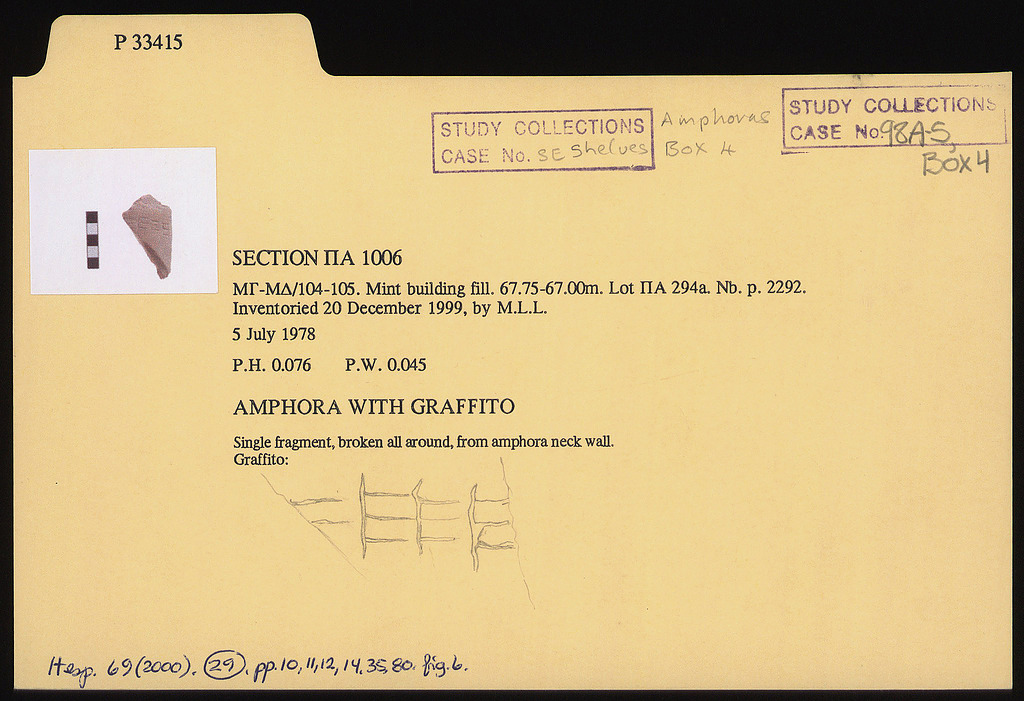 P 33415
STUDY COLLECTIONS
CASE No. SE Shelves
Amphoras
Box 4
STUDY COLLECTIONS
CASE No 98A-5,
Box 4
SECTION ΠΑ 1006
ΜΓ-ΜΔ/104-105. Mint building fill. 67.75-67.00m. Lot ΠΑ 294a. Nb. p. 2292.
Inventoried 20 December 1999, by M.L.L.
5 July 1978
P.H. 0.076 P.W. 0.045
AMPHORA WITH GRAFFITO
Single fragment, broken all around, from amphora neck wall.
Graffito:
Hesp. 69 (2000). 29. pp. 10, 11, 12, 14, 35, 80. fig. 6.